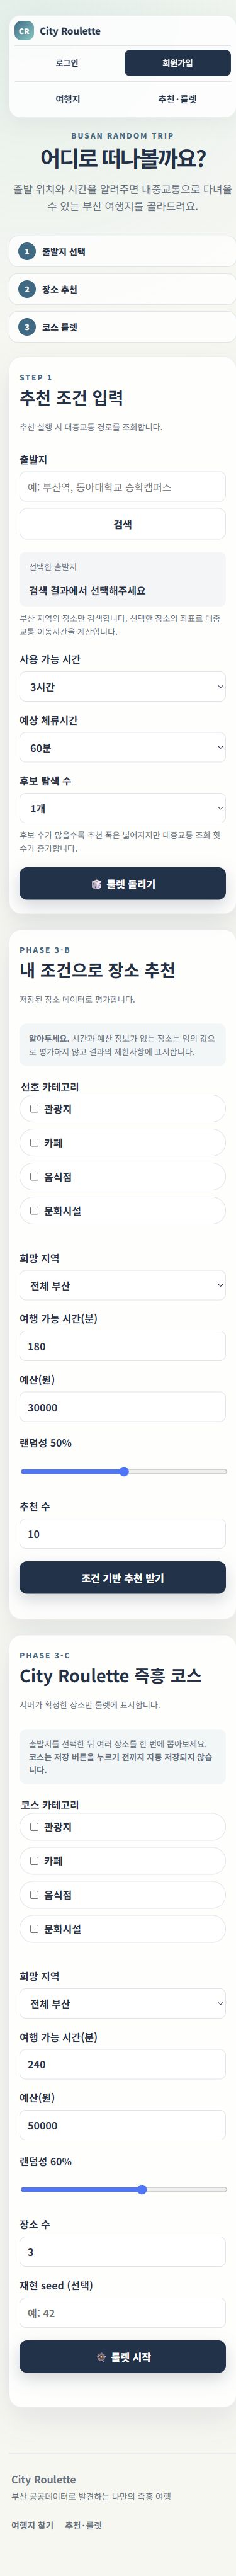 CR City Roulette
로그인 회원가입
여행지 추천·룰렛
BUSAN RANDOM TRIP
어디로 떠나볼까요?
출발 위치와 시간을 알려주면 대중교통으로 다녀올
수 있는 부산 여행지를 골라드려요.
1 출발지 선택
2 장소 추천
3 코스 룰렛
STEP 1
추천 조건 입력
추천 실행 시 대중교통 경로를 조회합니다.
출발지
예: 부산역, 동아대학교 승학캠퍼스
검색
선택한 출발지
검색 결과에서 선택해주세요
부산 지역의 장소만 검색합니다. 선택한 장소의 좌표로 대중
교통 이동시간을 계산합니다.
사용 가능 시간
3시간
예상 체류시간
60분
후보 탐색 수
1개
후보 수가 많을수록 추천 폭은 넓어지지만 대중교통 조회 횟
수가 증가합니다.
룰렛 돌리기
PHASE 3-B
내 조건으로 장소 추천
저장된 장소 데이터로 평가합니다.
알아두세요. 시간과 예산 정보가 없는 장소는 임의 값으
로 평가하지 않고 결과의 제한사항에 표시합니다.
선호 카테고리
관광지
카페
음식점
문화시설
희망 지역
전체 부산
여행 가능 시간(분)
180
예산(원)
30000
랜덤성 50%
추천 수
10
조건 기반 추천 받기
PHASE 3-C
City Roulette 즉흥 코스
서버가 확정한 장소만 룰렛에 표시합니다.
출발지를 선택한 뒤 여러 장소를 한 번에 뽑아보세요.
코스는 저장 버튼을 누르기 전까지 자동 저장되지 않습
니다.
코스 카테고리
관광지
카페
음식점
문화시설
희망 지역
전체 부산
여행 가능 시간(분)
240
예산(원)
50000
랜덤성 60%
장소 수
3
재현 seed (선택)
예: 42
룰렛 시작
City Roulette
부산 공공데이터로 발견하는 나만의 즉흥 여행
여행지 찾기 추천·룰렛